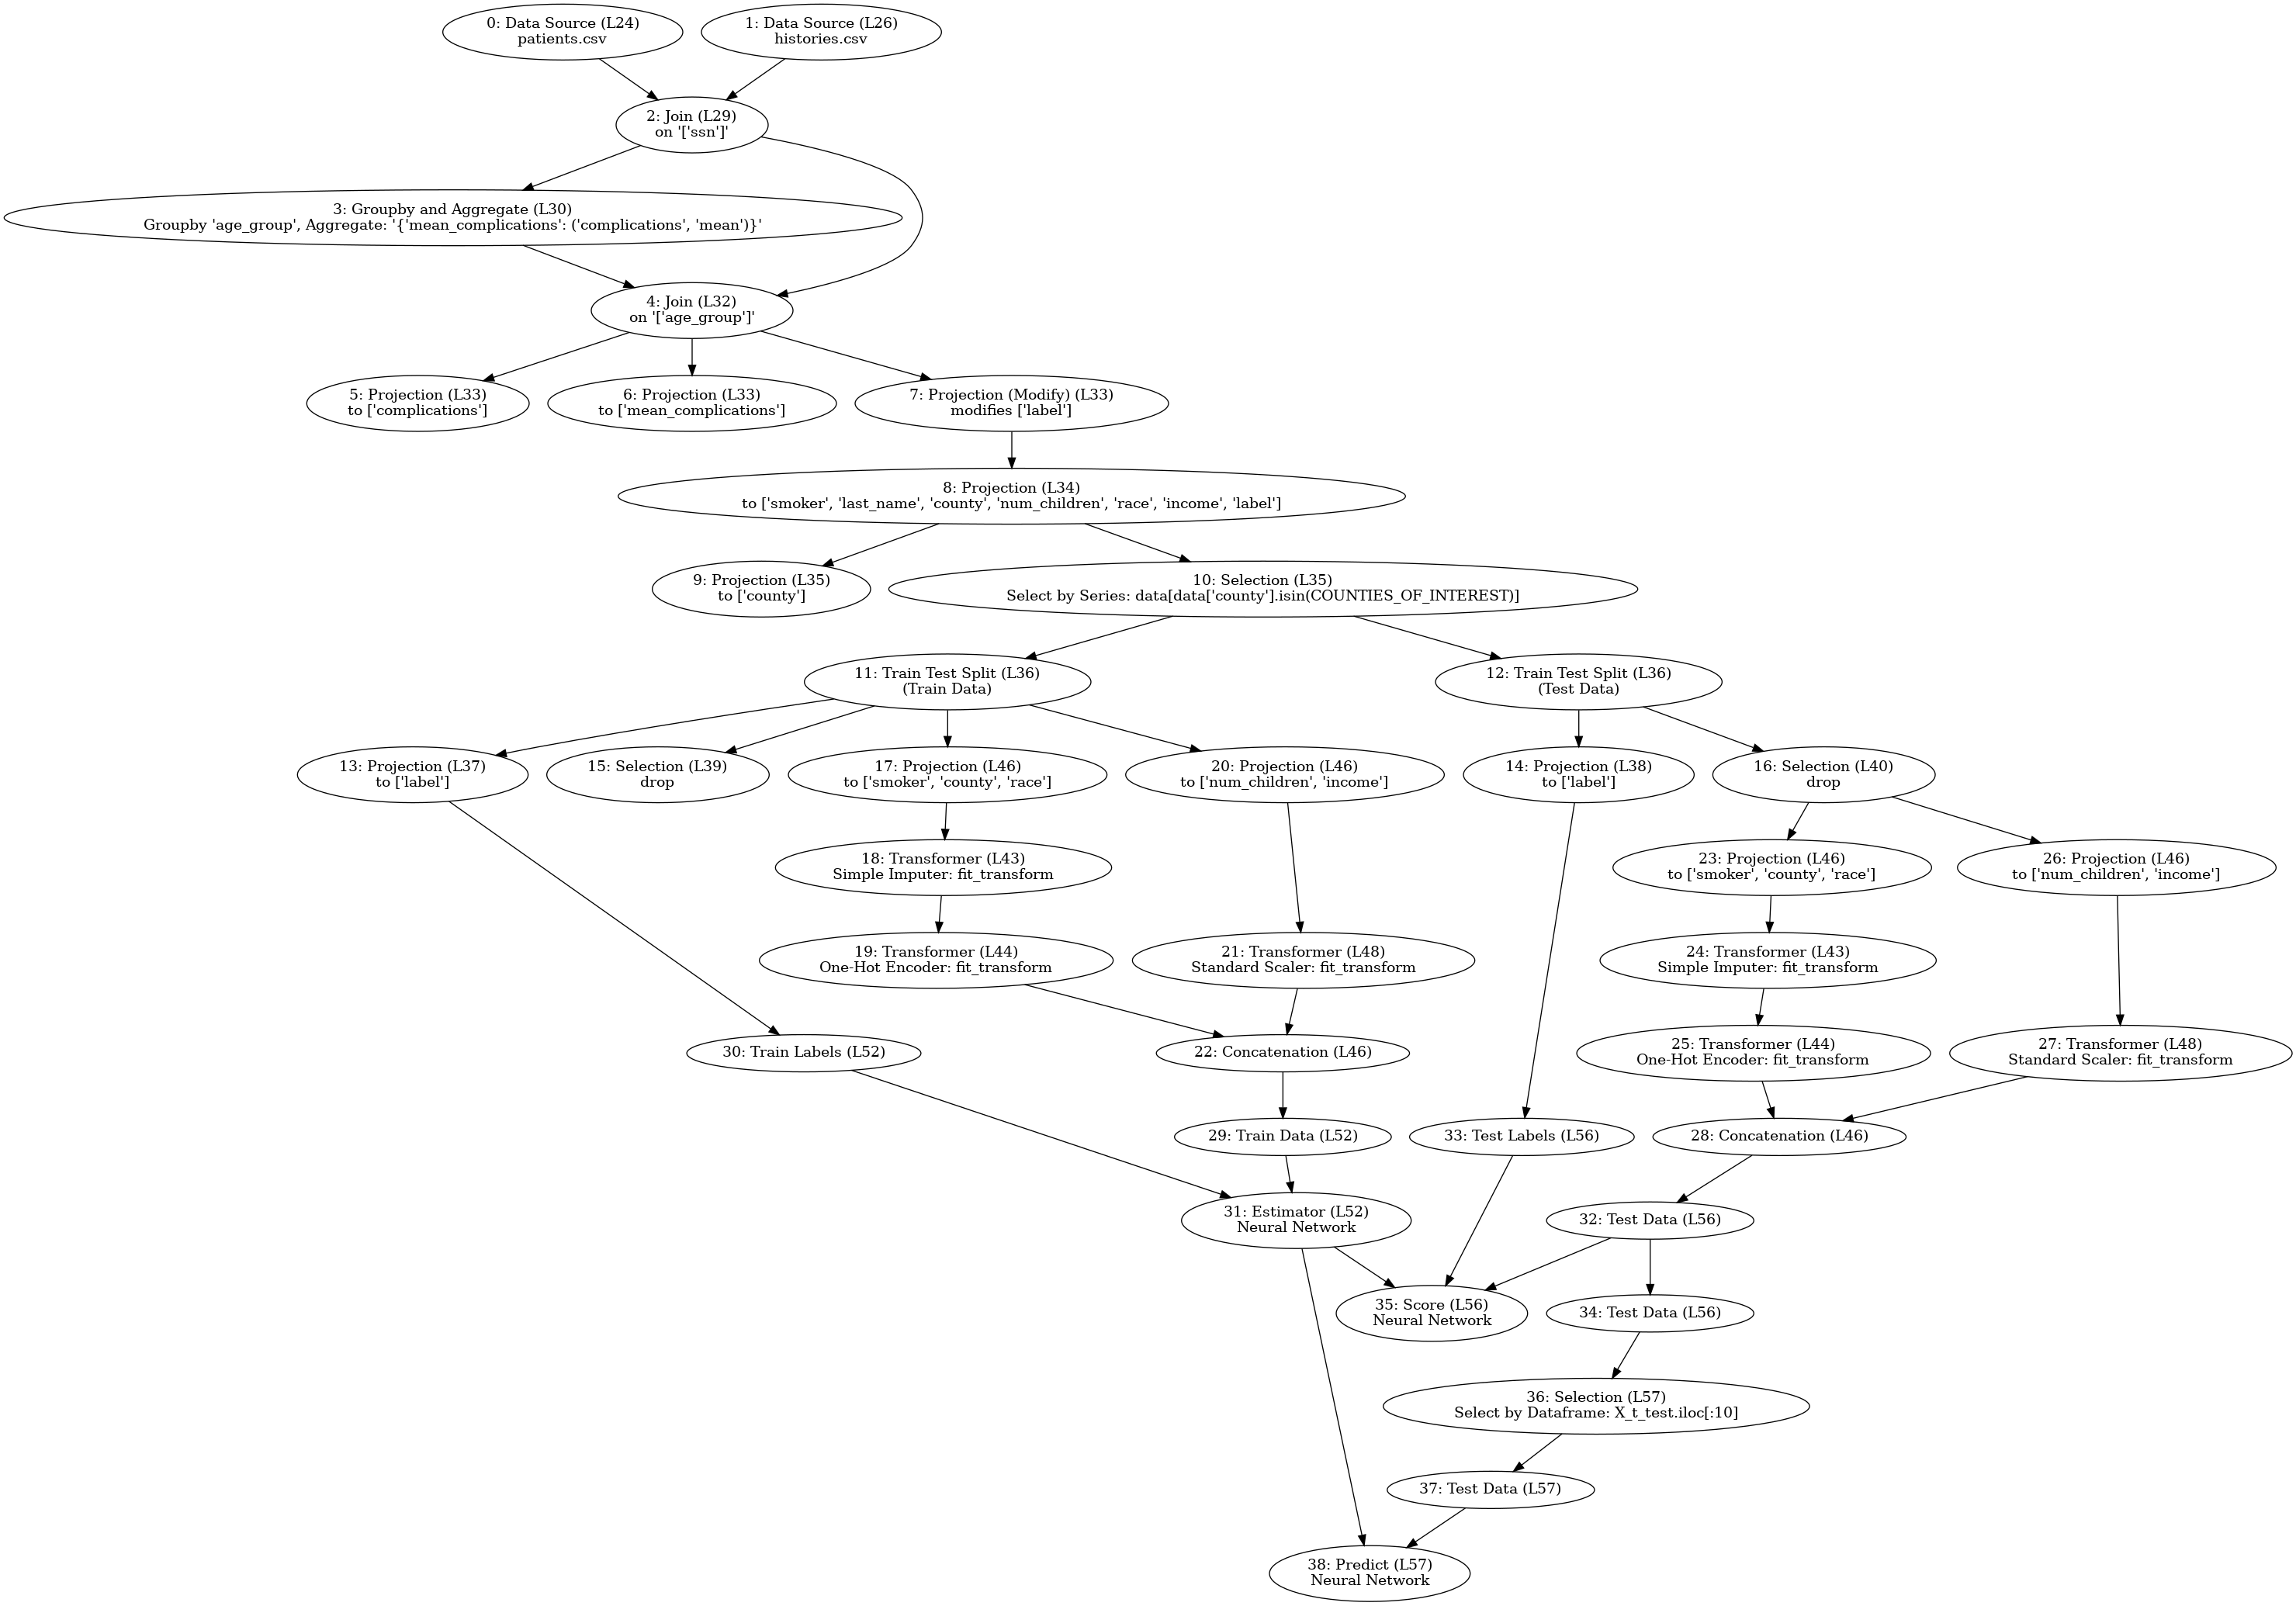 0: Data Source (L24)
patients.csv
1: Data Source (L26)
histories.csv
2: Join (L29)
on '['ssn']'
3: Groupby and Aggregate (L30)
Groupby 'age_group', Aggregate: '{'mean_complications': ('complications', 'mean')}'
4: Join (L32)
on '['age_group']'
5: Projection (L33)
to ['complications']
6: Projection (L33)
to ['mean_complications']
7: Projection (Modify) (L33)
modifies ['label']
8: Projection (L34)
to ['smoker', 'last_name', 'county', 'num_children', 'race', 'income', 'label']
9: Projection (L35)
to ['county']
10: Selection (L35)
Select by Series: data[data['county'].isin(COUNTIES_OF_INTEREST)]
11: Train Test Split (L36)
(Train Data)
12: Train Test Split (L36)
(Test Data)
13: Projection (L37)
to ['label']
15: Selection (L39)
drop
17: Projection (L46)
to ['smoker', 'county', 'race']
20: Projection (L46)
to ['num_children', 'income']
14: Projection (L38)
to ['label']
16: Selection (L40)
drop
18: Transformer (L43)
Simple Imputer: fit_transform
23: Projection (L46)
to ['smoker', 'county', 'race']
26: Projection (L46)
to ['num_children', 'income']
19: Transformer (L44)
One-Hot Encoder: fit_transform
21: Transformer (L48)
Standard Scaler: fit_transform
24: Transformer (L43)
Simple Imputer: fit_transform
30: Train Labels (L52)
22: Concatenation (L46)
25: Transformer (L44)
One-Hot Encoder: fit_transform
27: Transformer (L48)
Standard Scaler: fit_transform
29: Train Data (L52)
33: Test Labels (L56)
28: Concatenation (L46)
31: Estimator (L52)
Neural Network
32: Test Data (L56)
35: Score (L56)
Neural Network
34: Test Data (L56)
36: Selection (L57)
Select by Dataframe: X_t_test.iloc[:10]
37: Test Data (L57)
38: Predict (L57)
Neural Network